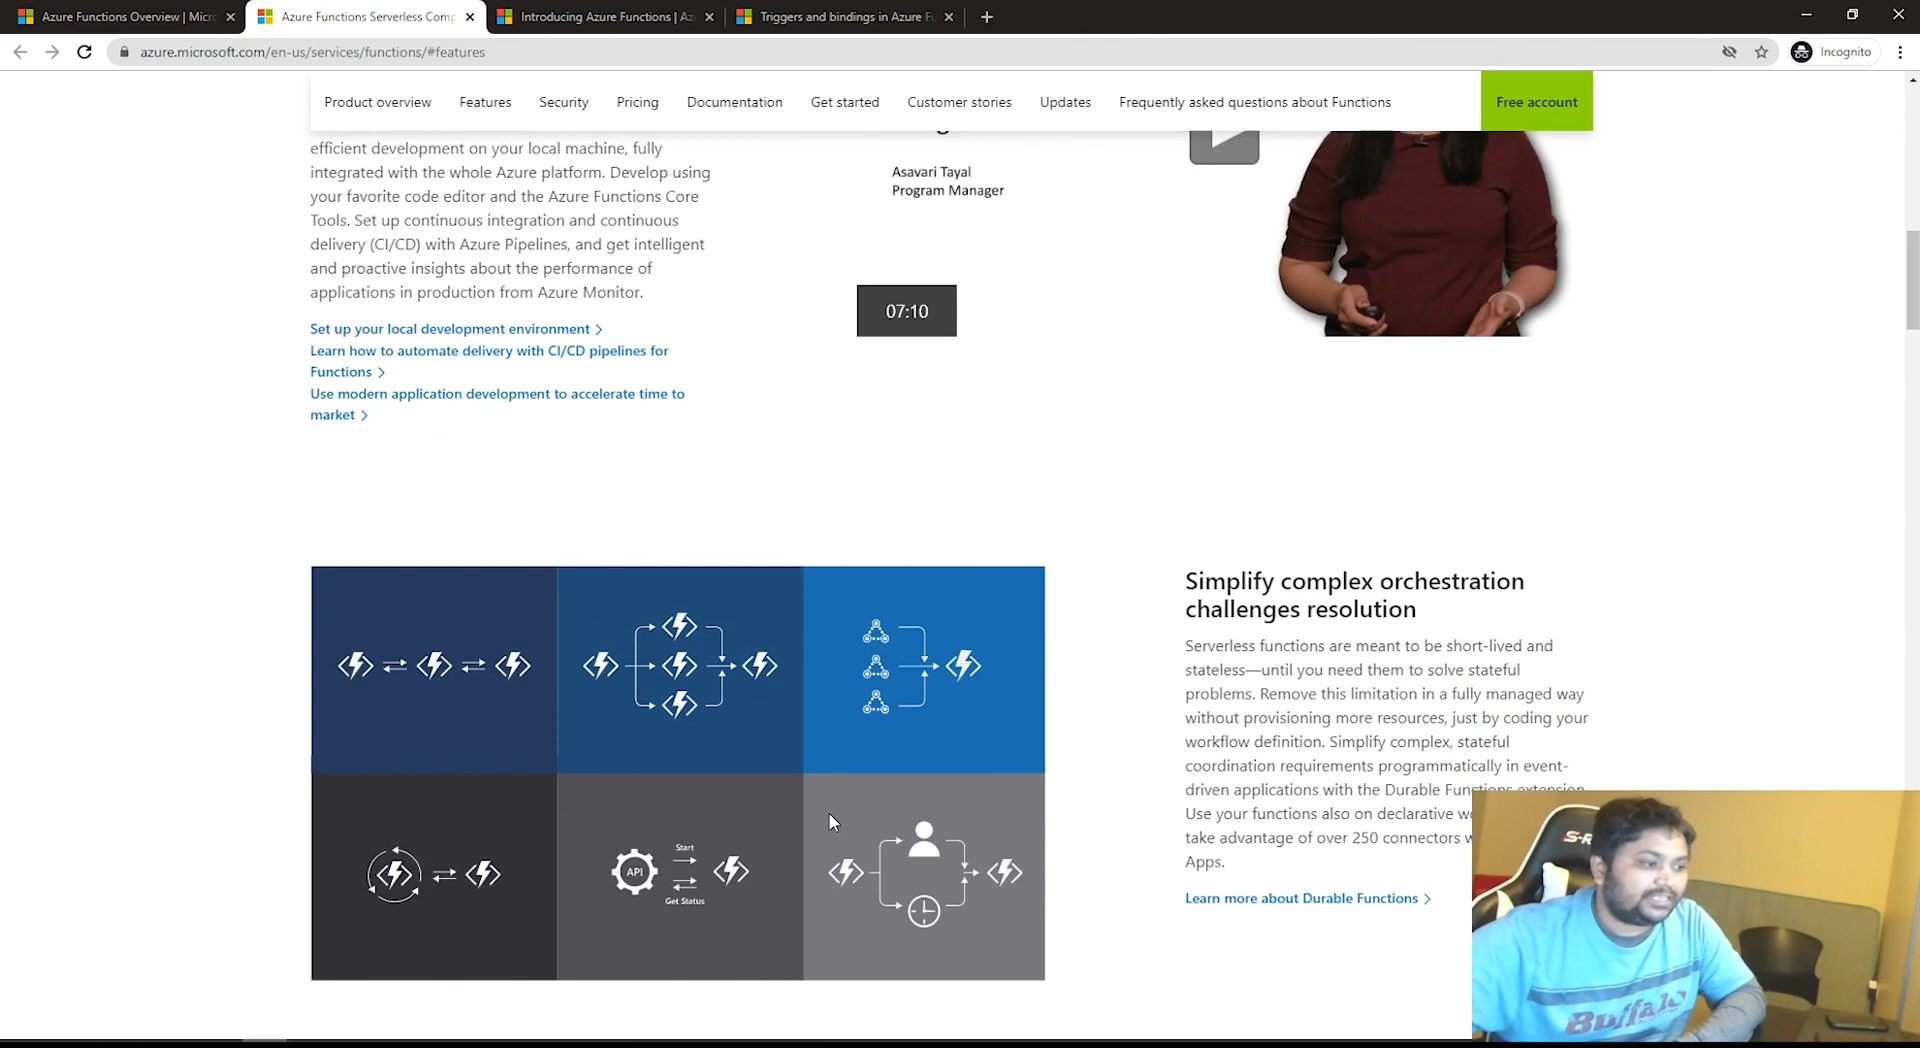 Azure Functions Overview | Micr
Azure Functions Serverless Comp
Introducing Azure Functions | Az
Triggers and bindings in Azure Fu
azure.microsoft.com/en-us/services/functions/#features
Incognito
Product overview
Features
Security
Pricing
Documentation
Get started
Customer stories
Updates
Frequently asked questions about Functions
Free account
efficient development on your local machine, fully
integrated with the whole Azure platform. Develop using
your favorite code editor and the Azure Functions Core
Tools. Set up continuous integration and continuous
delivery (CI/CD) with Azure Pipelines, and get intelligent
and proactive insights about the performance of
applications in production from Azure Monitor.
Set up your local development environment >
Learn how to automate delivery with CI/CD pipelines for
Functions >
Use modern application development to accelerate time to
market >
Asavari Tayal
Program Manager
07:10
Simplify complex orchestration
challenges resolution
Serverless functions are meant to be short-lived and
stateless—until you need them to solve stateful
problems. Remove this limitation in a fully managed way
without provisioning more resources, just by coding your
workflow definition. Simplify complex, stateful
coordination requirements programmatically in event-
driven applications with the Durable Functions extension.
Use your functions also on declarative
take advantage of over 250 connectors
Apps.
Learn more about Durable Functions >
API
Start
Get Status
Buffalo